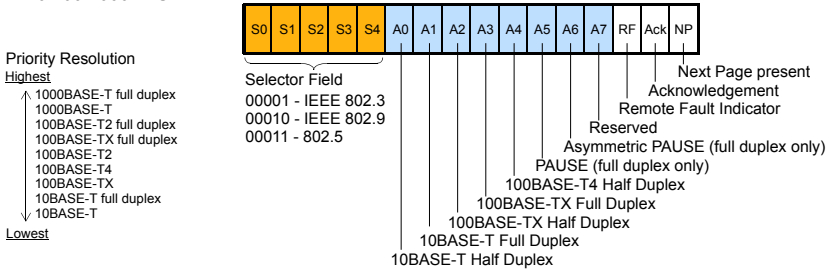 S0 S1 S2 S3 S4 A0 A1 A2 A3 A4 A5 A6 A7 RF Ack NP
Priority Resolution
Highest
1000BASE-T full duplex
1000BASE-T
100BASE-T2 full duplex
100BASE-TX full duplex
100BASE-T2
100BASE-T4
100BASE-TX
10BASE-T full duplex
10BASE-T
Lowest
Selector Field
00001 - IEEE 802.3
00010 - IEEE 802.9
00011 - 802.5
Next Page present
Acknowledgement
Remote Fault Indicator
Reserved
Asymmetric PAUSE (full duplex only)
PAUSE (full duplex only)
100BASE-T4 Half Duplex
100BASE-TX Full Duplex
100BASE-TX Half Duplex
10BASE-T Full Duplex
10BASE-T Half Duplex